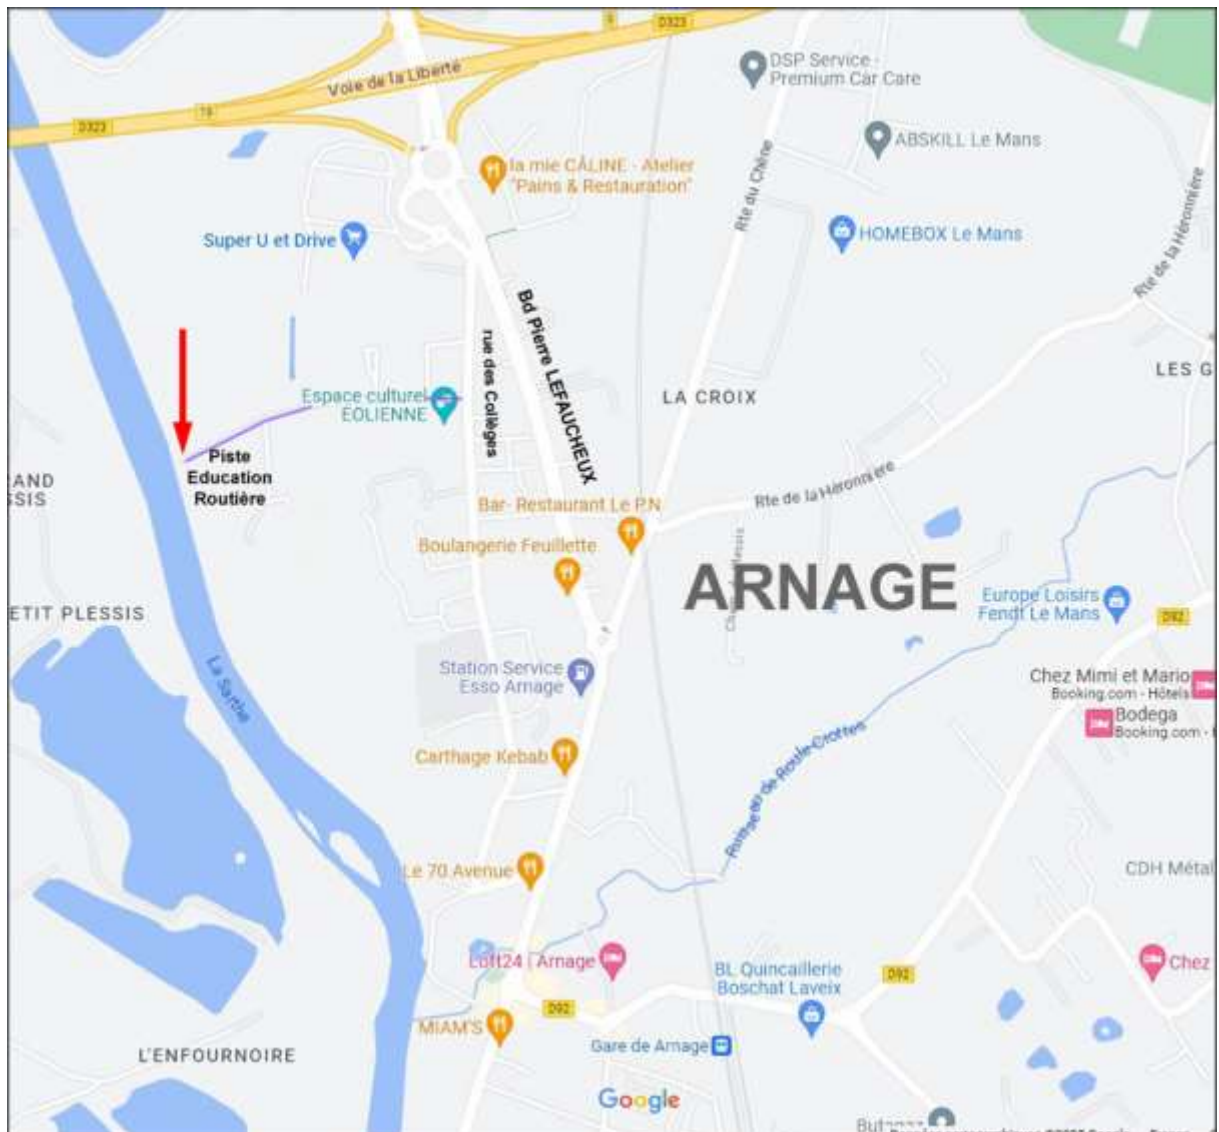 D323
Voie de la Liberté
DSP Service -
Premium Car Care
D323
ABSKILL Le Mans
la mie CÂLINE - Atelier
"Pains & Restauration"
Rte du Chêne
Rte de la Héronnière
Super U et Drive
HOMEBOX Le Mans
Bd Pierre LEFAUCHEUX
rue des Collèges
LES G
Espace culturel
EOLIENNE
LA CROIX
Piste
Education
Routière
RAND
SSIS
Rte de la Héronnière
Bar- Restaurant Le P.N
Boulangerie Feuillette
ARNAGE
Europe Loisirs
Fendt Le Mans
D92
ETIT PLESSIS
La Sarthe
Station Service
Esso Arnage
Chez Mimi et Mario
Booking.com - Hôtels
Bodega
Booking.com -
Carthage Kebab
de Roule-Crottes
Le 70 Avenue
CDH Métal
Loft24 Arnage
BL Quincaillerie
Boschat Laveix
D92
Chez
D92
MIAM'S
Gare de Arnage
L'ENFOURNOIRE
Google